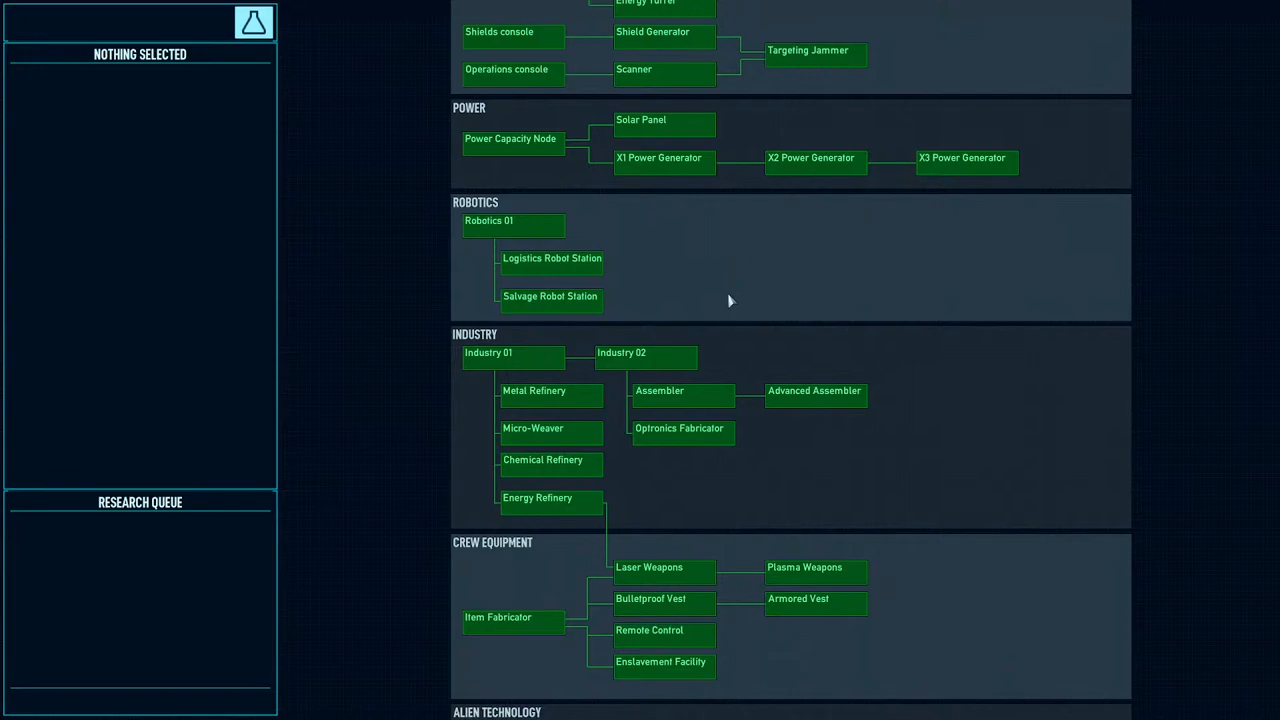 NOTHING SELECTED
RESEARCH QUEUE
Energy Turret
Shields console
Shield Generator
Targeting Jammer
Operations console
Scanner
POWER
Solar Panel
Power Capacity Node
X1 Power Generator
X2 Power Generator
X3 Power Generator
ROBOTICS
Robotics 01
Logistics Robot Station
Salvage Robot Station
INDUSTRY
Industry 01
Industry 02
Metal Refinery
Assembler
Advanced Assembler
Micro-Weaver
Optronics Fabricator
Chemical Refinery
Energy Refinery
CREW EQUIPMENT
Laser Weapons
Plasma Weapons
Bulletproof Vest
Armored Vest
Item Fabricator
Remote Control
Enslavement Facility
ALIEN TECHNOLOGY